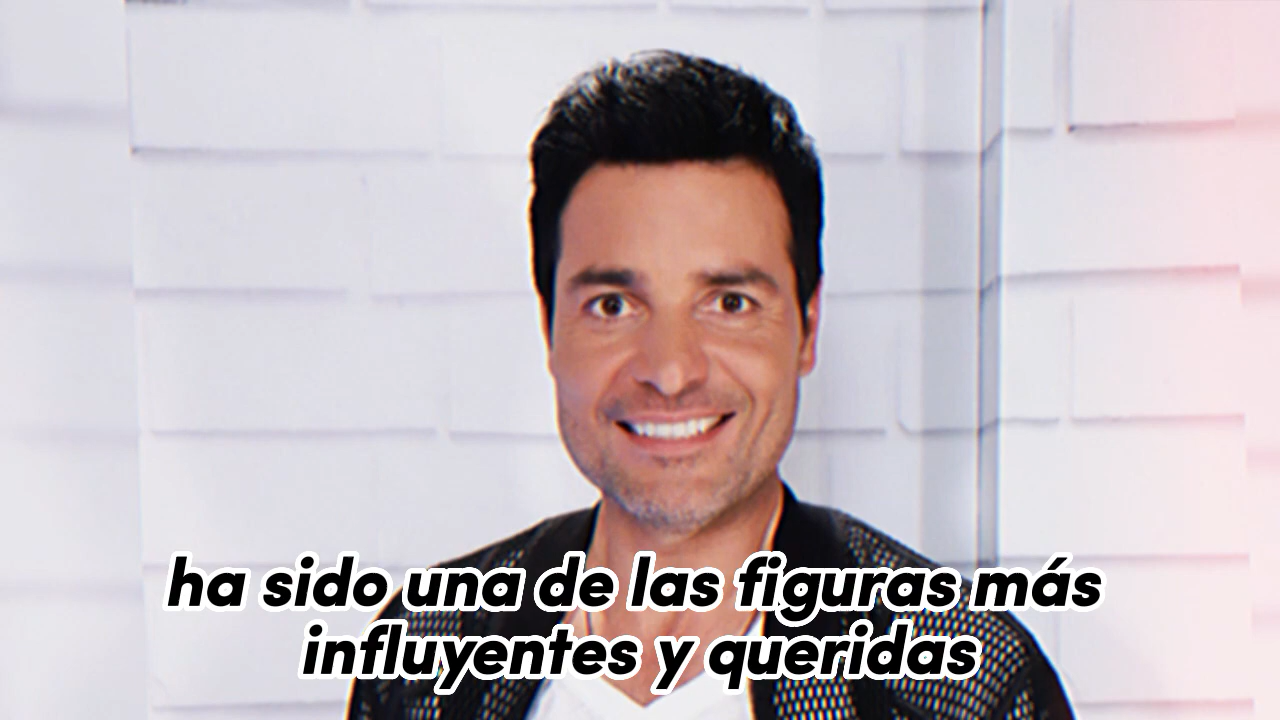 ha sido una de las figuras más
influyentes y queridas